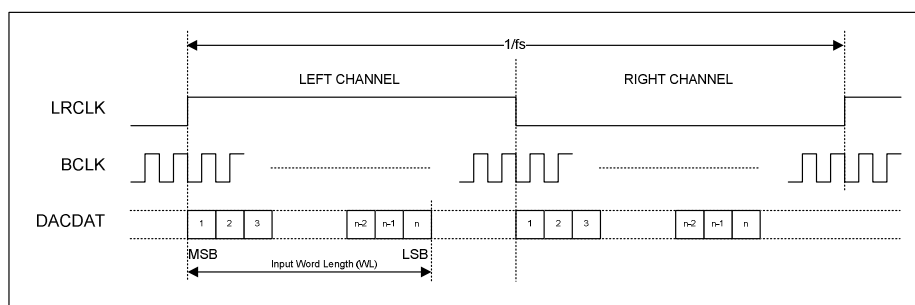 1/fs
LEFT CHANNEL
RIGHT CHANNEL
LRCLK
BCLK
DACDAT
1 2 3 n-2 n-1 n 1 2 3 n-2 n-1 n
MSB LSB
Input Word Length (WL)